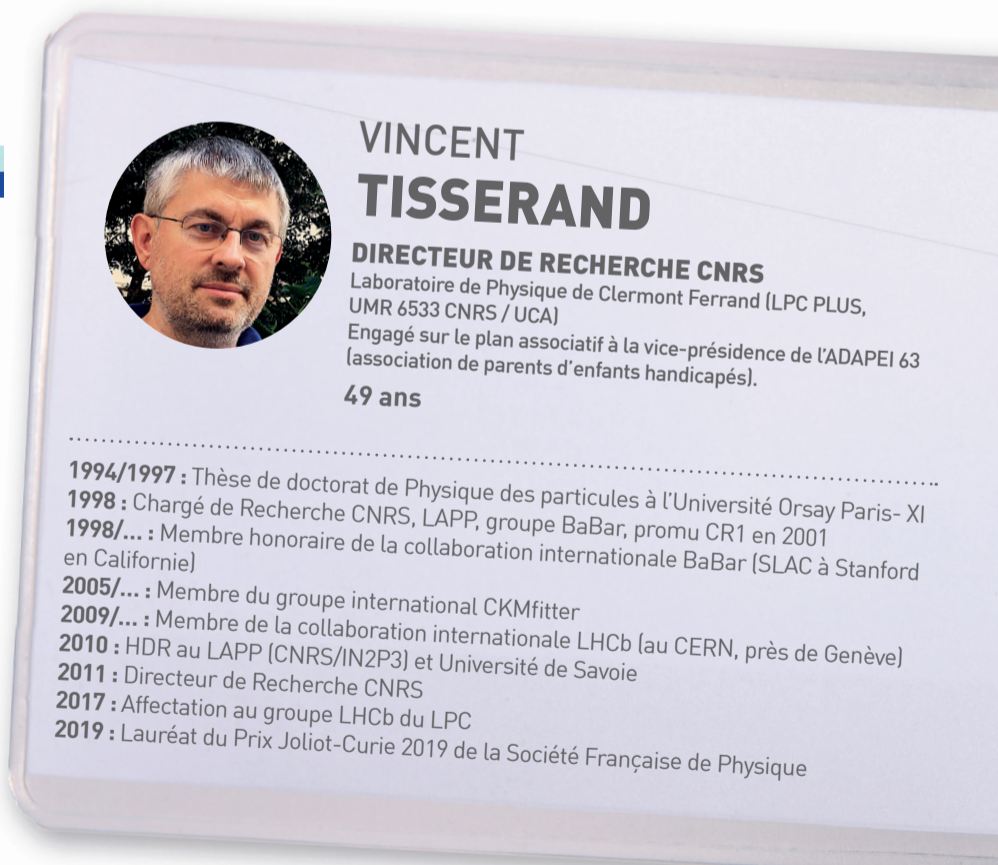 VINCENT
TISSERAND
DIRECTEUR DE RECHERCHE CNRS
Laboratoire de Physique de Clermont Ferrand (LPC PLUS,
UMR 6533 CNRS / UCA)
Engagé sur le plan associatif à la vice-présidence de l'ADAPEI 63
(association de parents d'enfants handicapés).
49 ans
1994/1997 : Thèse de doctorat de Physique des particules à l'Université Orsay Paris- XI
1998 : Chargé de Recherche CNRS, LAPP, groupe BaBar, promu CR1 en 2001
1998/... : Membre honoraire de la collaboration internationale BaBar (SLAC à Stanford
en Californie)
2005/... : Membre du groupe international CKMfitter
2009/... : Membre de la collaboration internationale LHCb (au CERN, près de Genève)
2010 : HDR au LAPP (CNRS/IN2P3) et Université de Savoie
2011 : Directeur de Recherche CNRS
2017 : Affectation au groupe LHCb du LPC
2019 : Lauréat du Prix Joliot-Curie 2019 de la Société Française de Physique